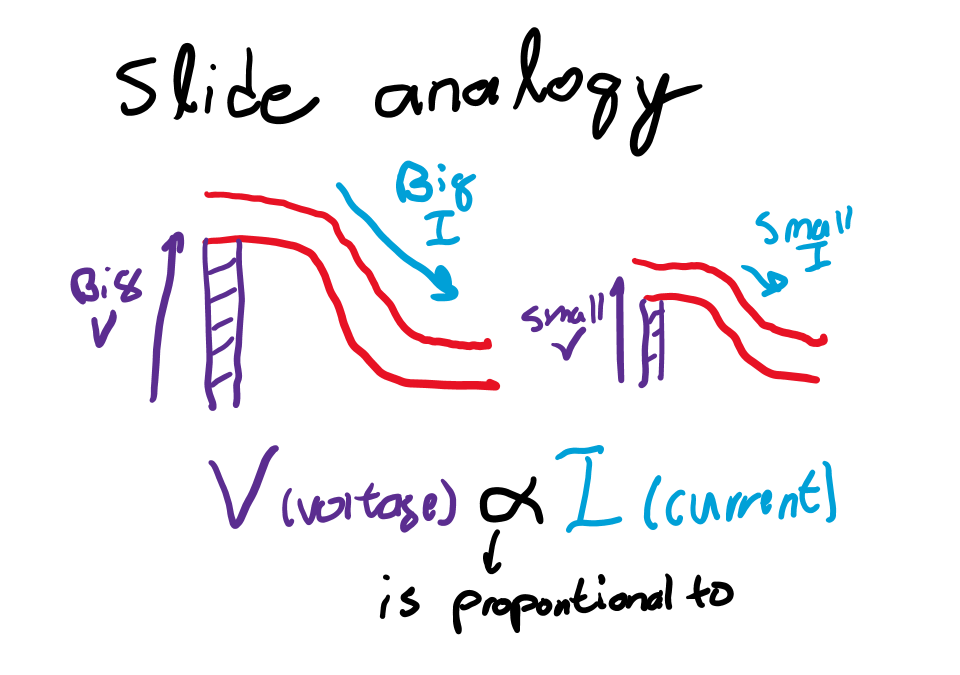 Slide analogy
Big
I
Big
V
Small
I
small
V
V (voltage) ∝ I (current)
is proportional to